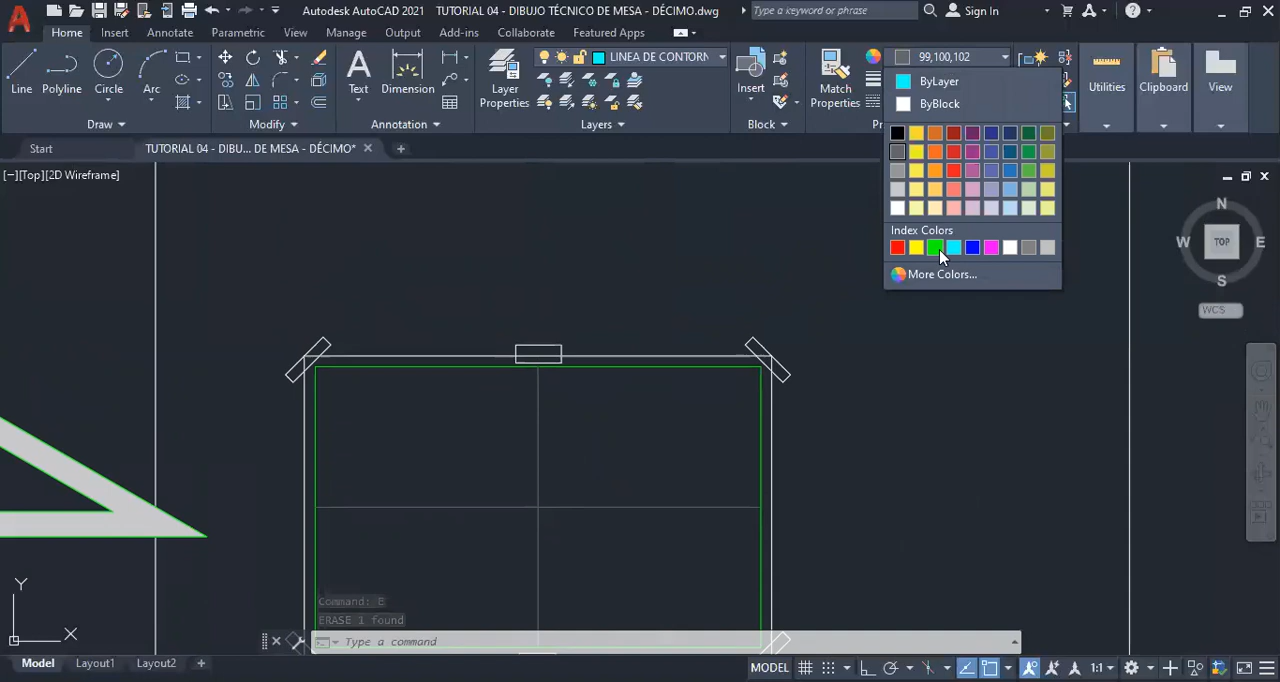 Autodesk AutoCAD 2021 TUTORIAL 04 - DIBUJO TÉCNICO DE MESA - DÉCIMO.dwg
Type a keyword or phrase
Sign In
Home Insert Annotate Parametric View Manage Output Add-ins Collaborate Express Tools Featured Apps
Line Polyline Circle Arc
Text Dimension
Layer Properties
LINEA DE CONTORN
Insert
Match Properties
99,100,102
Utilities Clipboard View
Draw Modify Annotation Layers Block Pr
ByLayer
ByBlock
Index Colors
More Colors...
Start TUTORIAL 04 - DIBU... DE MESA - DÉCIMO*
[−][Top][2D Wireframe]
N
W TOP E
S
WCS
Y
X
Command: E
ERASE 1 found
Type a command
Model Layout1 Layout2
MODEL 1:1